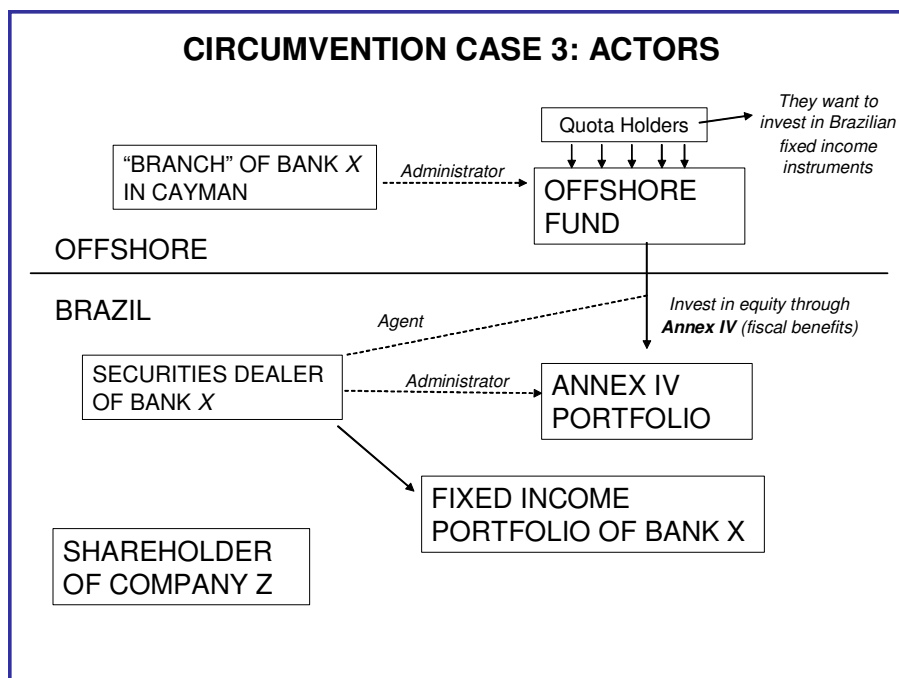 CIRCUMVENTION CASE 3: ACTORS
Quota Holders
They want to
invest in Brazilian
fixed income
instruments
“BRANCH” OF BANK X
IN CAYMAN
Administrator
OFFSHORE
FUND
OFFSHORE
BRAZIL
Agent
Invest in equity through
Annex IV (fiscal benefits)
SECURITIES DEALER
OF BANK X
Administrator
ANNEX IV
PORTFOLIO
FIXED INCOME
PORTFOLIO OF BANK X
SHAREHOLDER
OF COMPANY Z